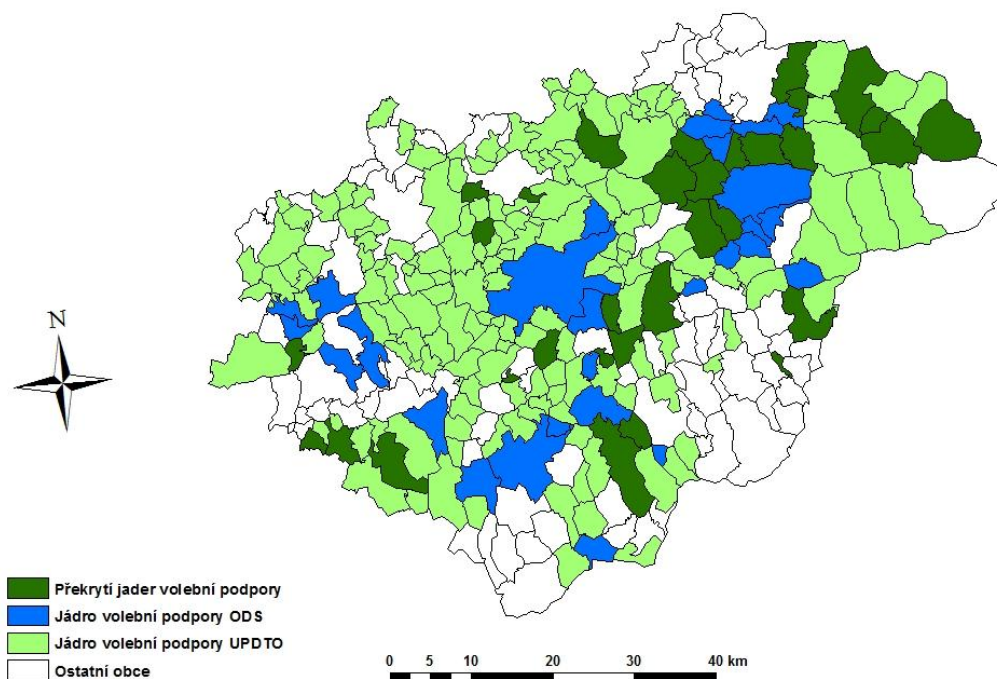 N
Překrytí jader volební podpory
Jádro volební podpory ODS
Jádro volební podpory UPDTO
Ostatní obce
0 5 10 20 30 40 km